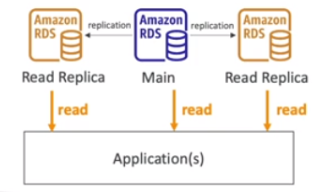 Amazon RDS
replication
Amazon RDS
replication
Amazon RDS
Read Replica
Main
Read Replica
read
read
read
Application(s)